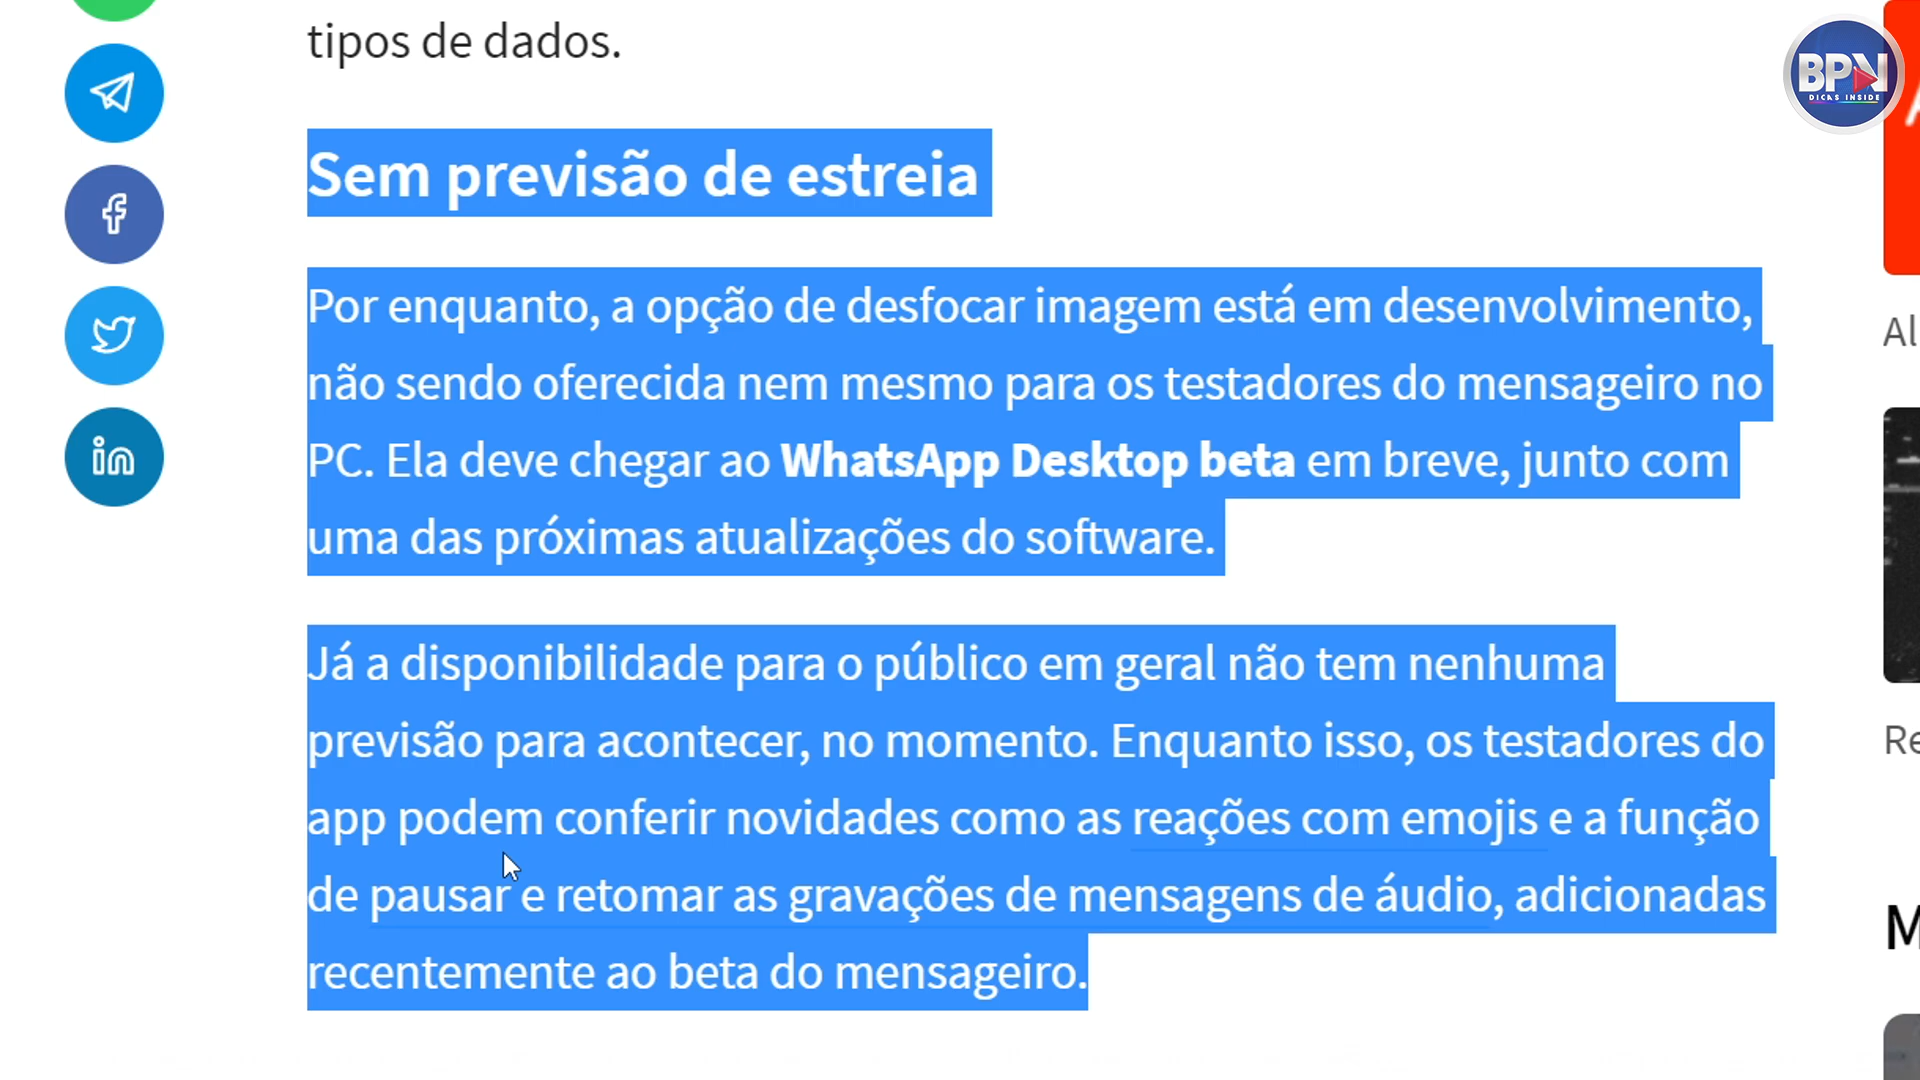 tipos de dados.
BPN
DICAS INSIDE
Sem previsão de estreia
Por enquanto, a opção de desfocar imagem está em desenvolvimento,
não sendo oferecida nem mesmo para os testadores do mensageiro no
PC. Ela deve chegar ao WhatsApp Desktop beta em breve, junto com
uma das próximas atualizações do software.
Já a disponibilidade para o público em geral não tem nenhuma
previsão para acontecer, no momento. Enquanto isso, os testadores do
app podem conferir novidades como as reações com emojis e a função
de pausar e retomar as gravações de mensagens de áudio, adicionadas
recentemente ao beta do mensageiro.
Al
Re
M